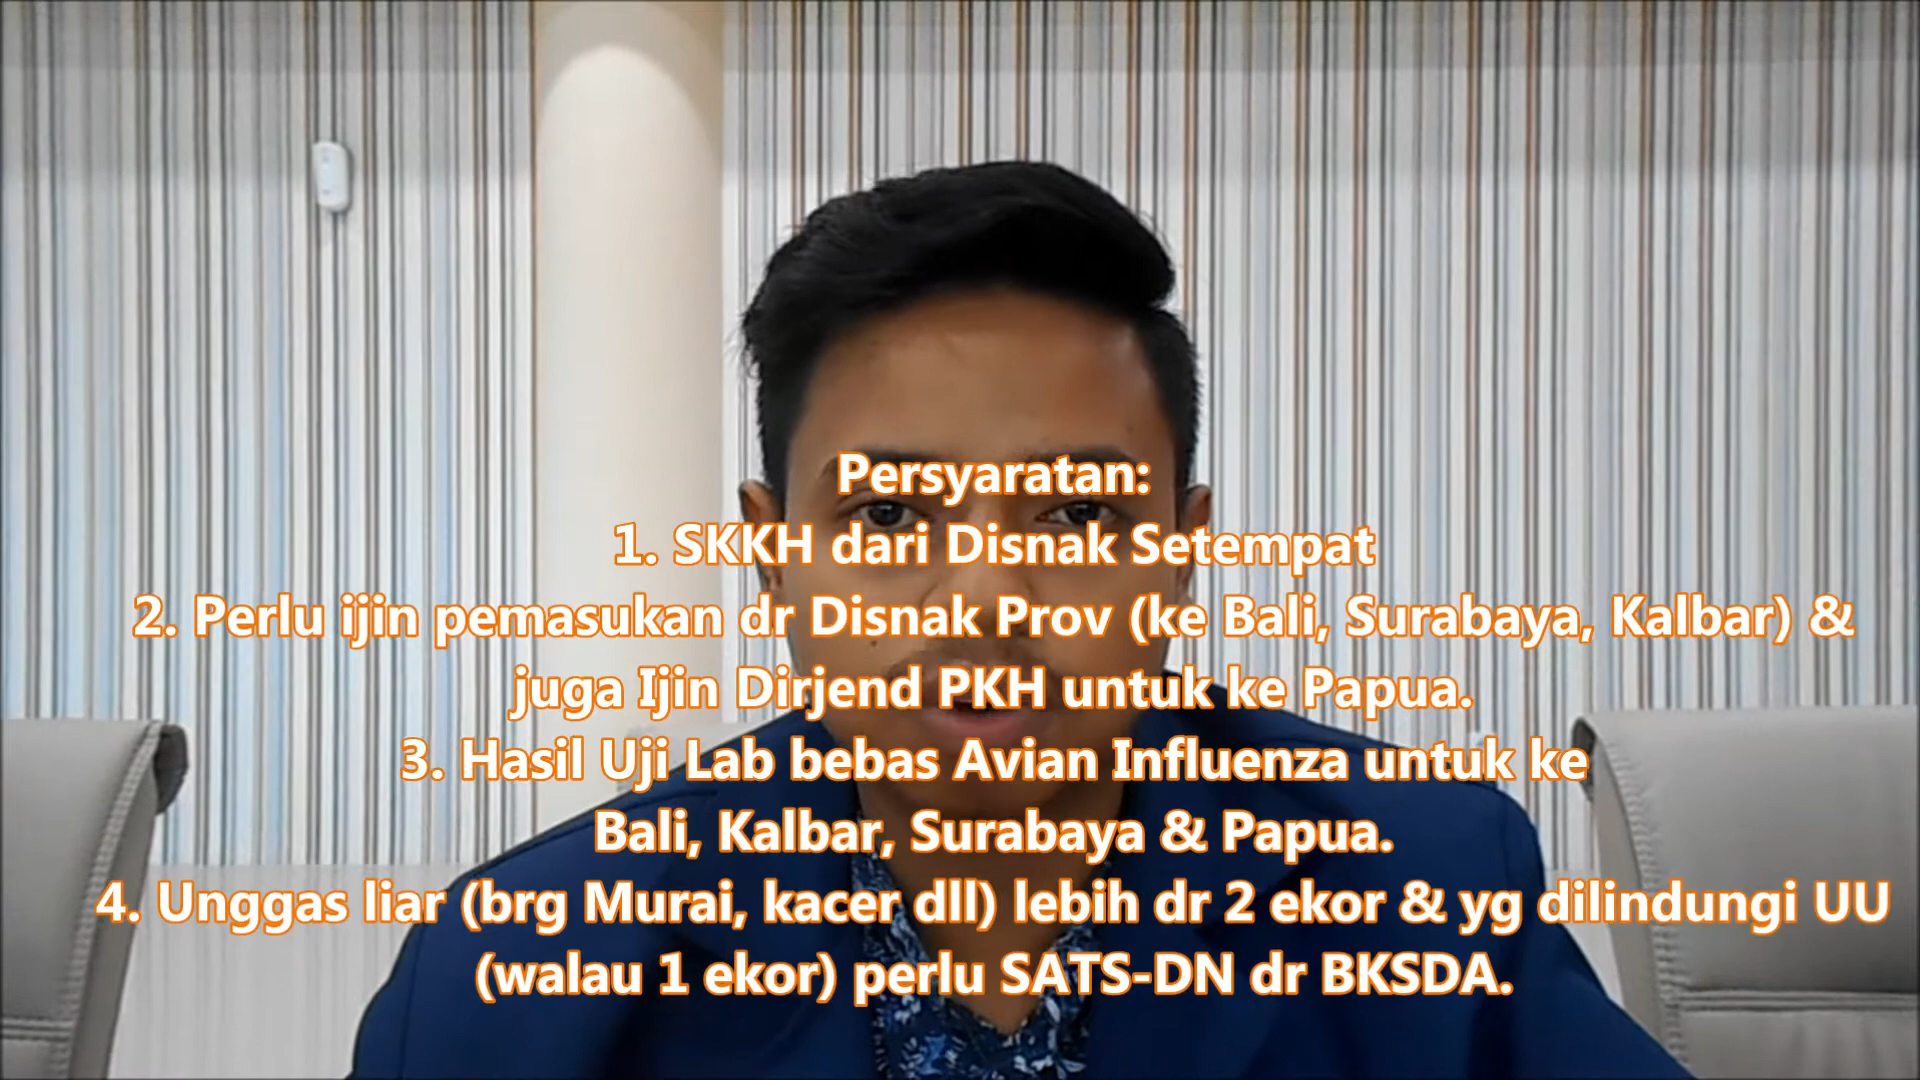 Persyaratan:
1. SKKH dari Disnak Setempat
2. Perlu ijin pemasukan dr Disnak Prov (ke Bali, Surabaya, Kalbar) &
juga Ijin Dirjend PKH untuk ke Papua.
3. Hasil Uji Lab bebas Avian Influenza untuk ke
Bali, Kalbar, Surabaya & Papua.
4. Unggas liar (brg Murai, kacer dll) lebih dr 2 ekor & yg dilindungi UU
(walau 1 ekor) perlu SATS-DN dr BKSDA.